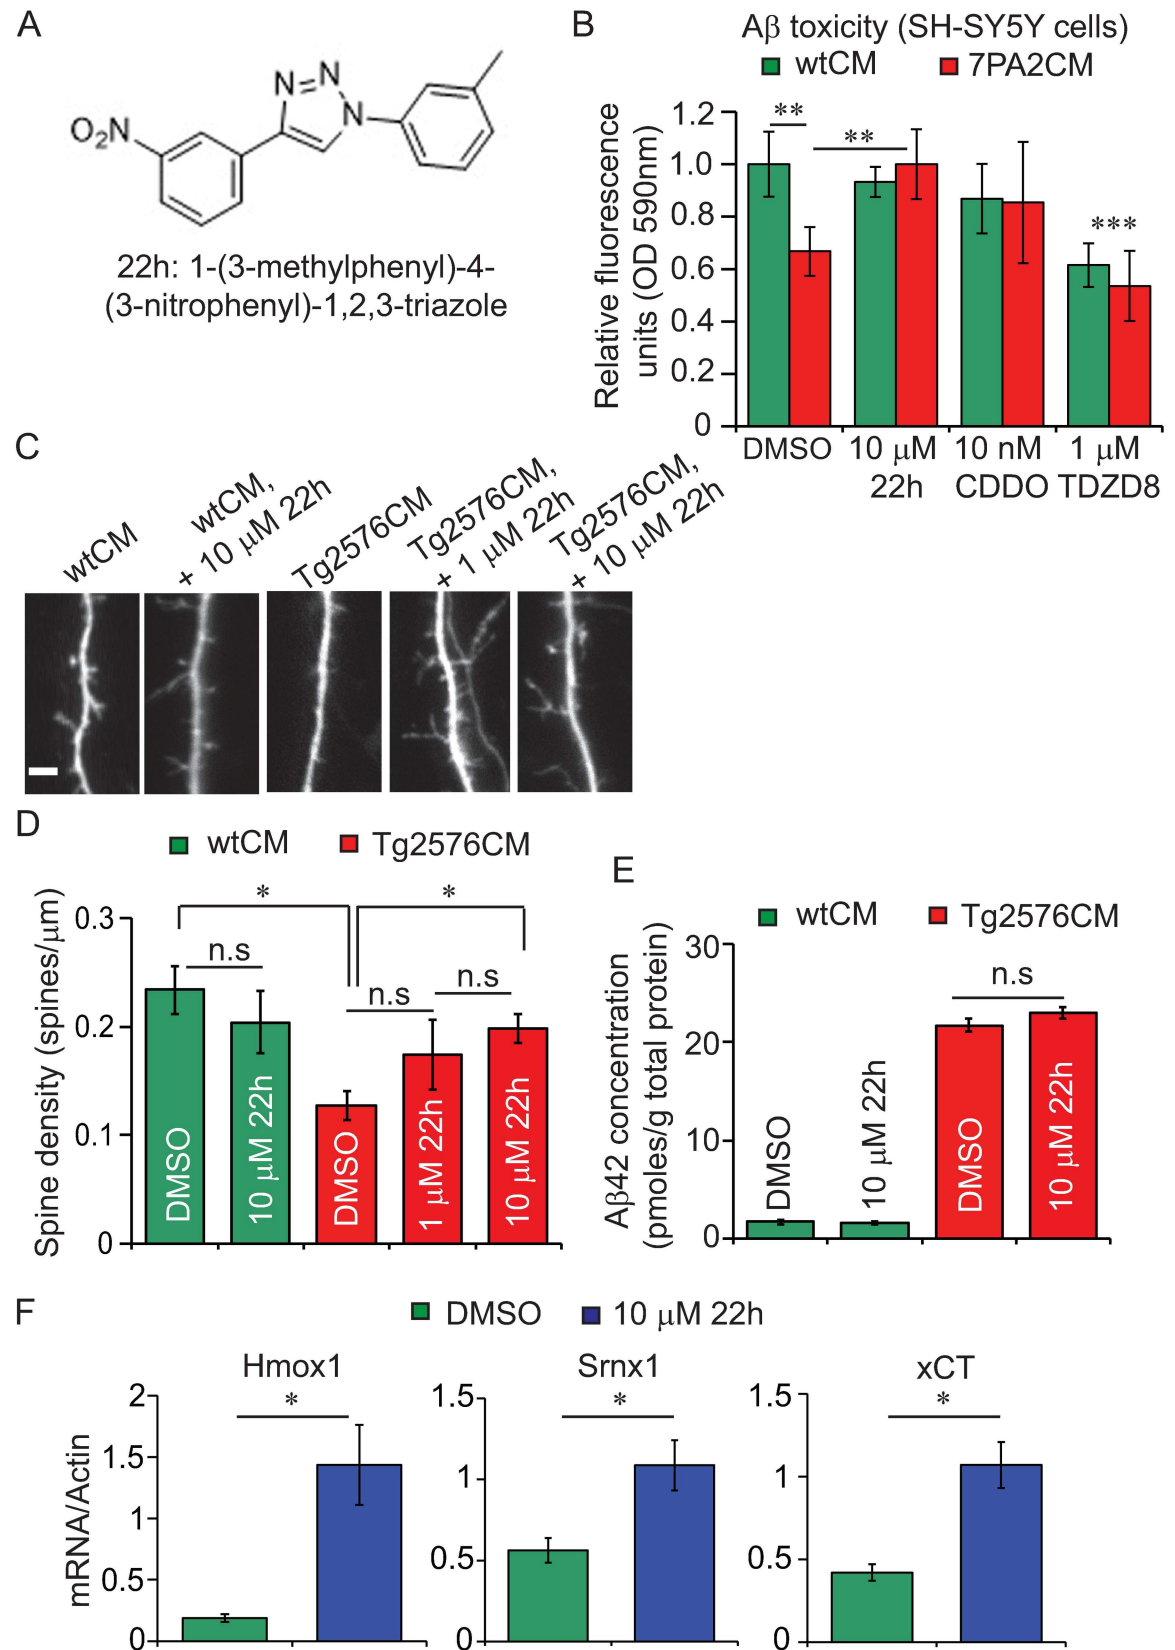 A
O₂N
N
N
N
22h: 1-(3-methylphenyl)-4-
(3-nitrophenyl)-1,2,3-triazole
B
Aβ toxicity (SH-SY5Y cells)
wtCM
7PA2CM
Relative fluorescence
units (OD 590nm)
1.2
1.0
0.8
0.6
0.4
0.2
0
**
**
***
DMSO
10 μM
22h
10 nM
CDDO
1 μM
TDZD8
C
wtCM
wtCM,
+ 10 μM 22h
Tg2576CM
Tg2576CM,
+ 1 μM 22h
Tg2576CM,
+ 10 μM 22h
D
wtCM
Tg2576CM
Spine density (spines/μm)
0.3
0.2
0.1
0
*
*
n.s
n.s
n.s
DMSO
10 μM 22h
DMSO
1 μM 22h
10 μM 22h
E
wtCM
Tg2576CM
Aβ42 concentration
(pmoles/g total protein)
30
20
10
0
n.s
DMSO
10 μM 22h
DMSO
10 μM 22h
F
DMSO
10 μM 22h
mRNA/Actin
Hmox1
*
2
1.5
1
0.5
0
Srnx1
*
1.5
1
0.5
0
xCT
*
1.5
1
0.5
0